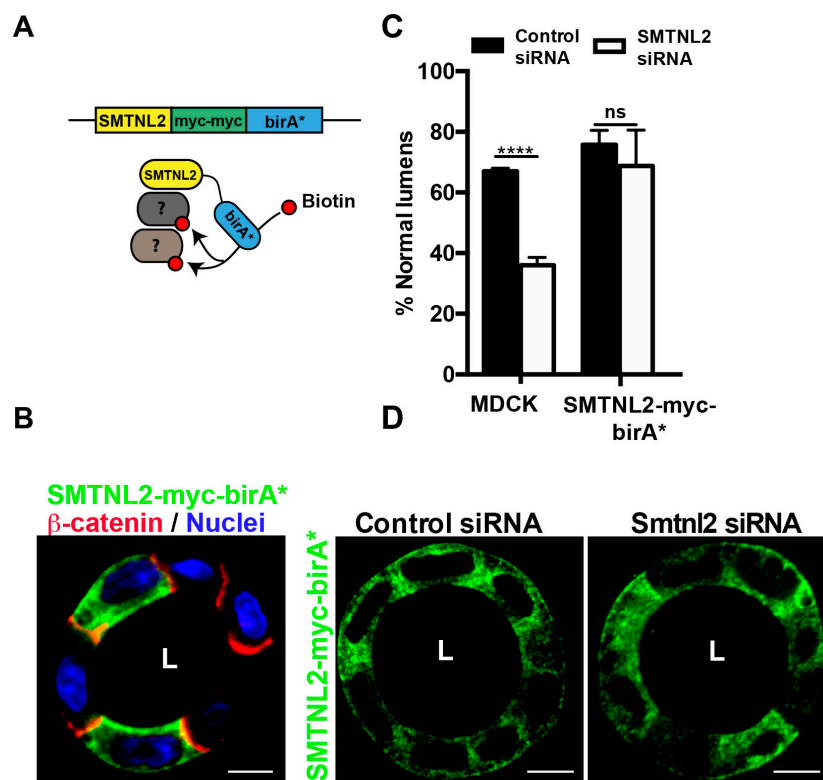 A
SMTNL2 myc-myc birA*
SMTNL2
?
?
birA*
Biotin
C
Control
siRNA
SMTNL2
siRNA
% Normal lumens
100
80
60
40
20
0
****
ns
MDCK
SMTNL2-myc-
birA*
B
SMTNL2-myc-birA*
β-catenin / Nuclei
L
D
SMTNL2-myc-birA*
Control siRNA
L
Smtnl2 siRNA
L